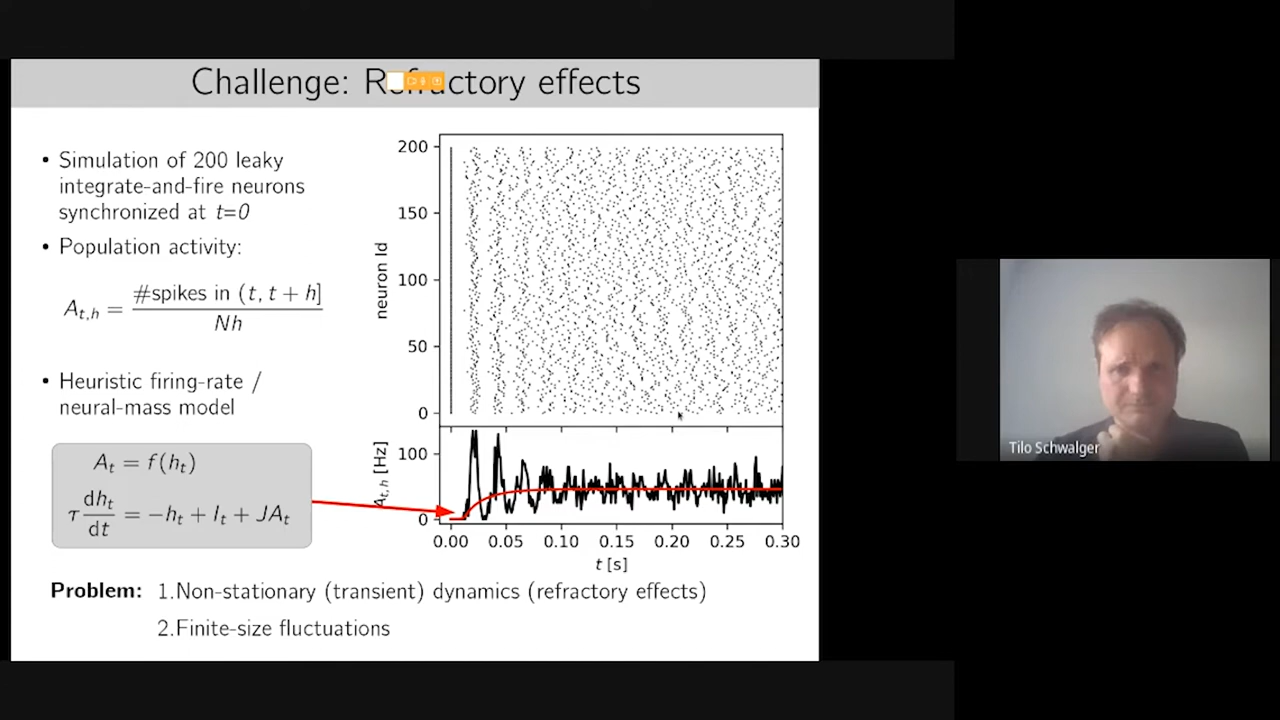 Challenge: Refractory effects
• Simulation of 200 leaky
integrate-and-fire neurons
synchronized at t=0
• Population activity:
A_{t,h} = #spikes in (t, t + h] / Nh
• Heuristic firing-rate /
neural-mass model
A_t = f(h_t)
τ dh_t/dt = −h_t + I_t + JA_t
neuron Id
200
150
100
50
0
A_{t,h} [Hz]
100
0
0.00 0.05 0.10 0.15 0.20 0.25 0.30
t [s]
Problem: 1.Non-stationary (transient) dynamics (refractory effects)
2.Finite-size fluctuations
Tilo Schwalger